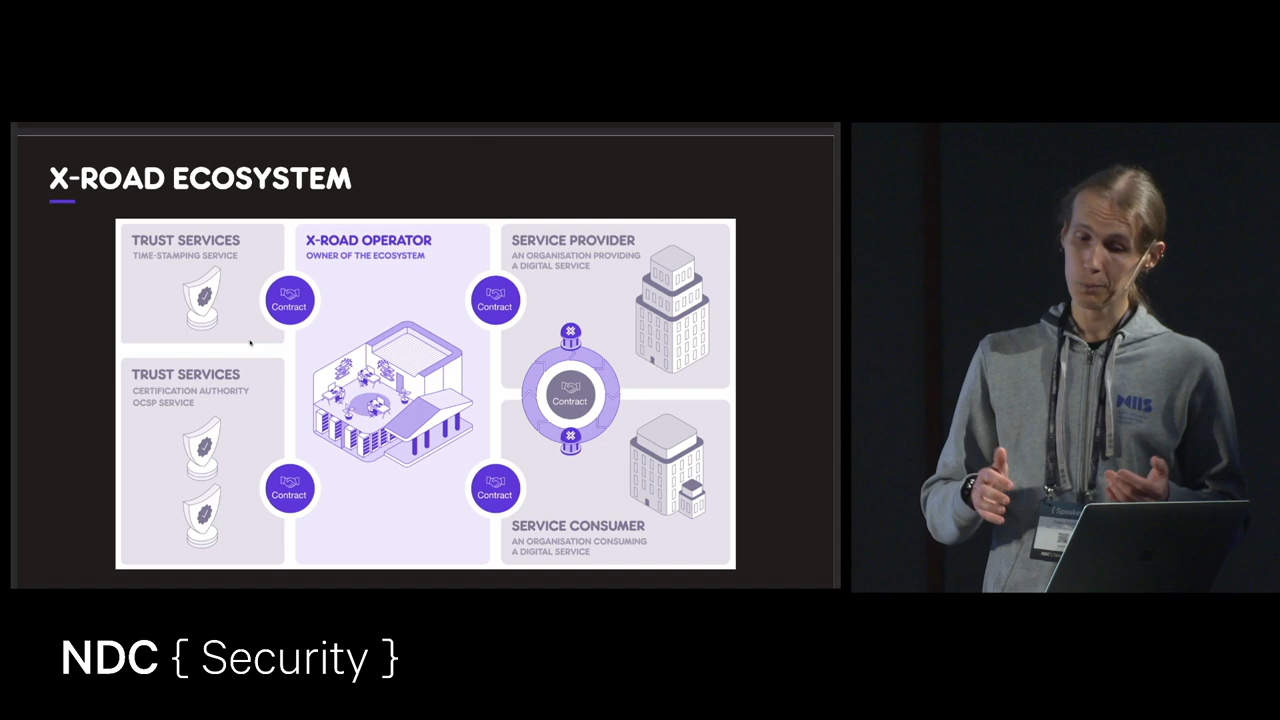 X-ROAD ECOSYSTEM
TRUST SERVICES
TIME-STAMPING SERVICE
X-ROAD OPERATOR
OWNER OF THE ECOSYSTEM
SERVICE PROVIDER
AN ORGANISATION PROVIDING
A DIGITAL SERVICE
Contract
Contract
TRUST SERVICES
CERTIFICATION AUTHORITY
OCSP SERVICE
Contract
Contract
Contract
SERVICE CONSUMER
AN ORGANISATION CONSUMING
A DIGITAL SERVICE
NIIS
NDC { Security }